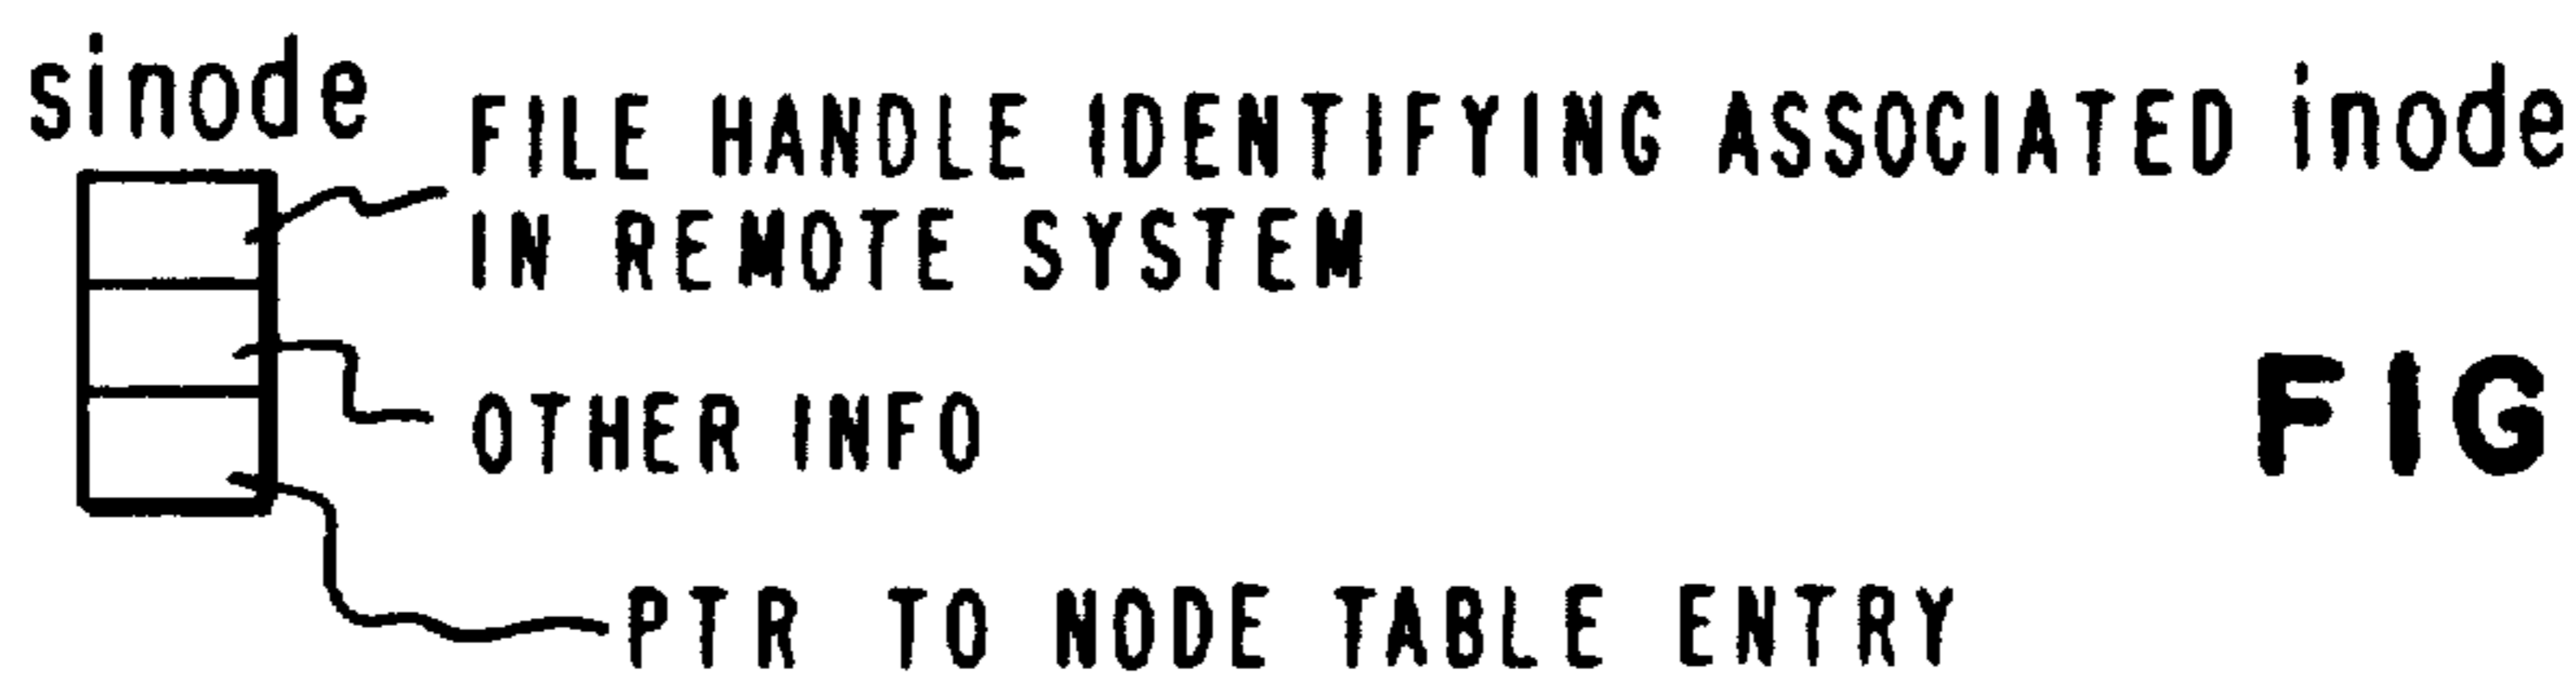 sinode
FILE HANDLE IDENTIFYING ASSOCIATED inode
IN REMOTE SYSTEM
OTHER INFO
FIG
PTR TO NODE TABLE ENTRY